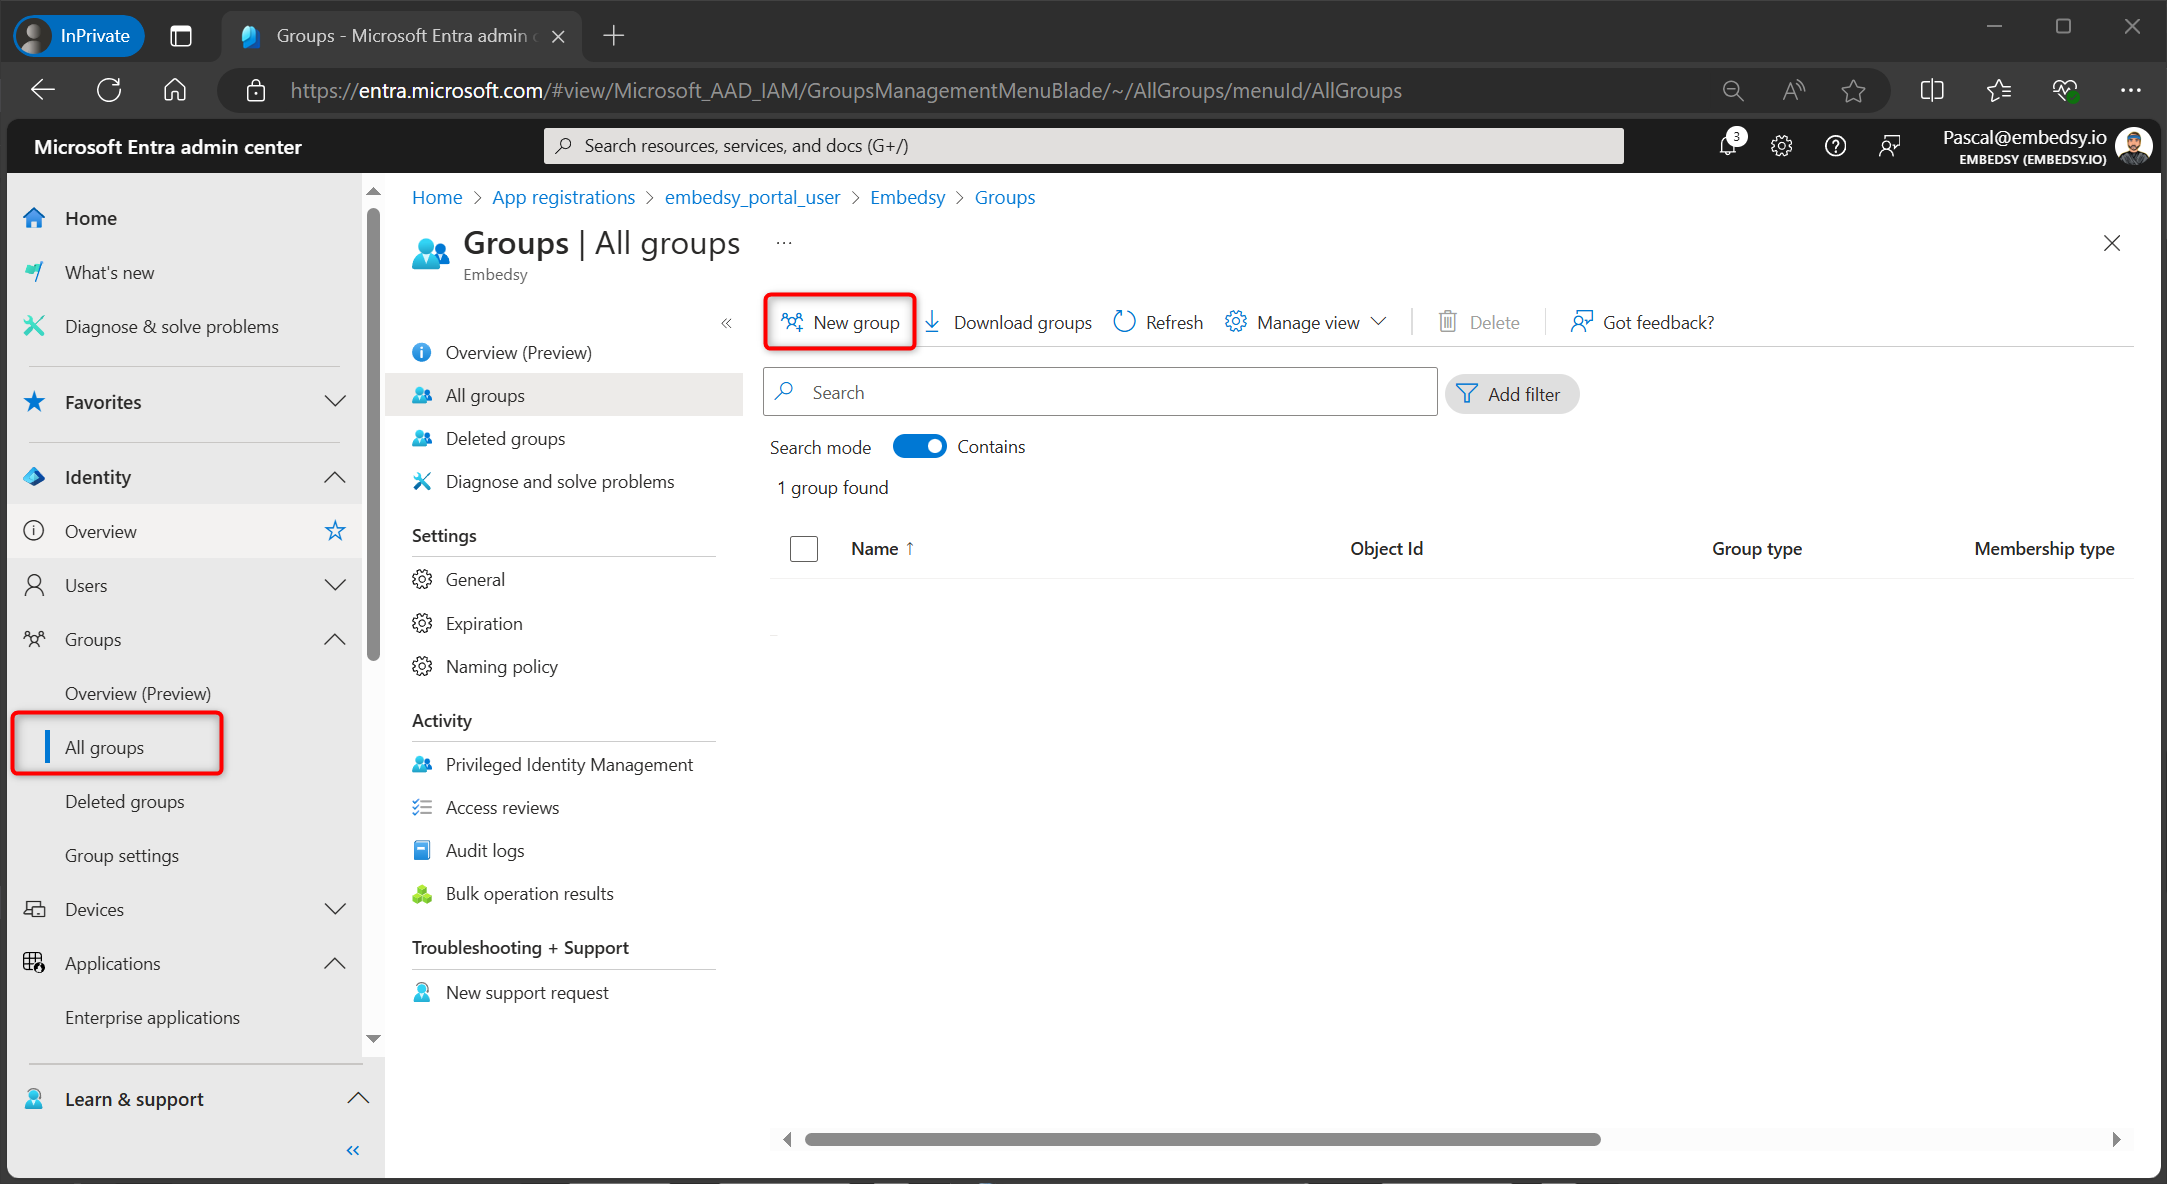 InPrivate
Groups - Microsoft Entra admin c
https://entra.microsoft.com/#view/Microsoft_AAD_IAM/GroupsManagementMenuBlade/~/AllGroups/menuId/AllGroups
Microsoft Entra admin center
Search resources, services, and docs (G+/)
3
Pascal@embedsy.io
EMBEDSY (EMBEDSY.IO)
Home
What's new
Diagnose & solve problems
Favorites
Identity
Overview
Users
Groups
Overview (Preview)
All groups
Deleted groups
Group settings
Devices
Applications
Enterprise applications
Learn & support
Home > App registrations > embedsy_portal_user > Embedsy > Groups
Groups | All groups ...
Embedsy
Overview (Preview)
All groups
Deleted groups
Diagnose and solve problems
Settings
General
Expiration
Naming policy
Activity
Privileged Identity Management
Access reviews
Audit logs
Bulk operation results
Troubleshooting + Support
New support request
New group
Download groups
Refresh
Manage view
Delete
Got feedback?
Search
Add filter
Search mode
Contains
1 group found
Name ↑
Object Id
Group type
Membership type